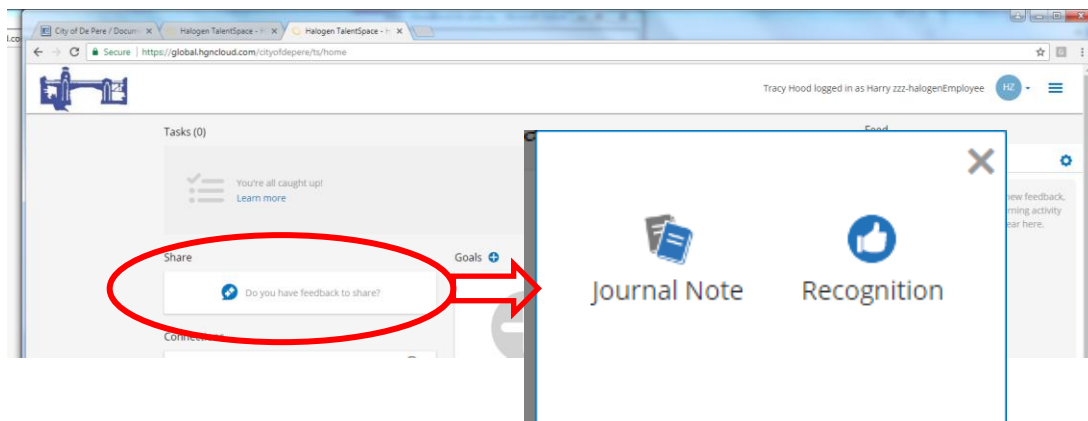 City of De Pere / Docum
Halogen TalentSpace - H
Halogen TalentSpace - H
Secure | https://global.hgncloud.com/cityofdepere/ts/home
Tracy Hood logged in as Harry zzz-halogenEmployee
HZ
Tasks (0)
You're all caught up!
Learn more
Share
Do you have feedback to share?
Goals
Journal Note
Recognition
ew feedback,
rning activity
ear here.